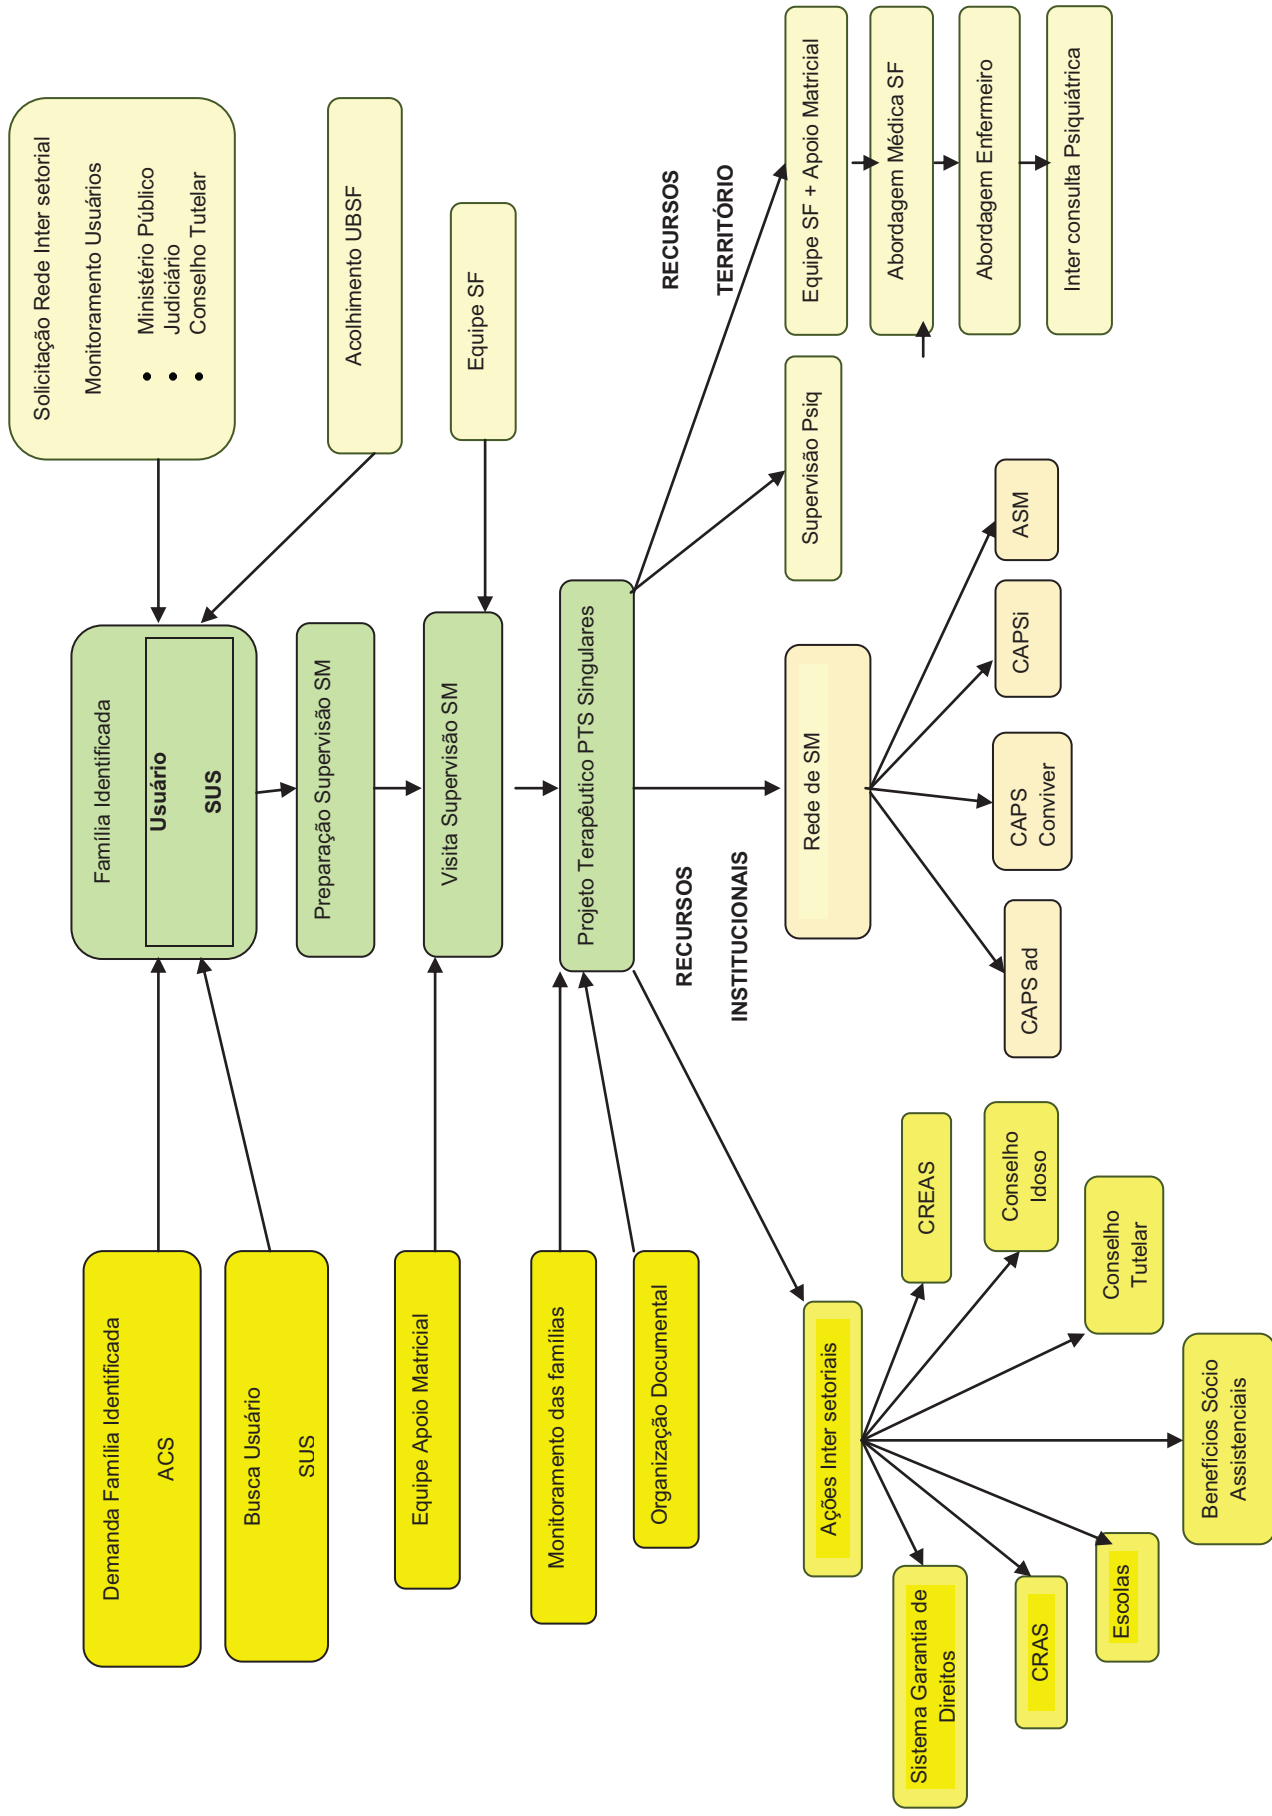 Solicitação Rede Inter setorial
Monitoramento Usuários
• Ministério Público
• Judiciário
• Conselho Tutelar
Demanda Família Identificada
ACS
Família Identificada
Usuário
SUS
Busca Usuário
SUS
Acolhimento UBSF
Preparação Supervisão SM
Equipe Apoio Matricial
Visita Supervisão SM
Equipe SF
Monitoramento das famílias
Organização Documental
Projeto Terapêutico PTS Singulares
RECURSOS
INSTITUCIONAIS
RECURSOS
TERRITÓRIO
Ações Inter setoriais
Rede de SM
Supervisão Psiq
Equipe SF + Apoio Matricial
Abordagem Médica SF
Abordagem Enfermeiro
Inter consulta Psiquiátrica
Sistema Garantia de
Direitos
CRAS
Escolas
Benefícios Sócio
Assistenciais
Conselho
Tutelar
Conselho
Idoso
CREAS
CAPS ad
CAPS
Conviver
CAPSi
ASM